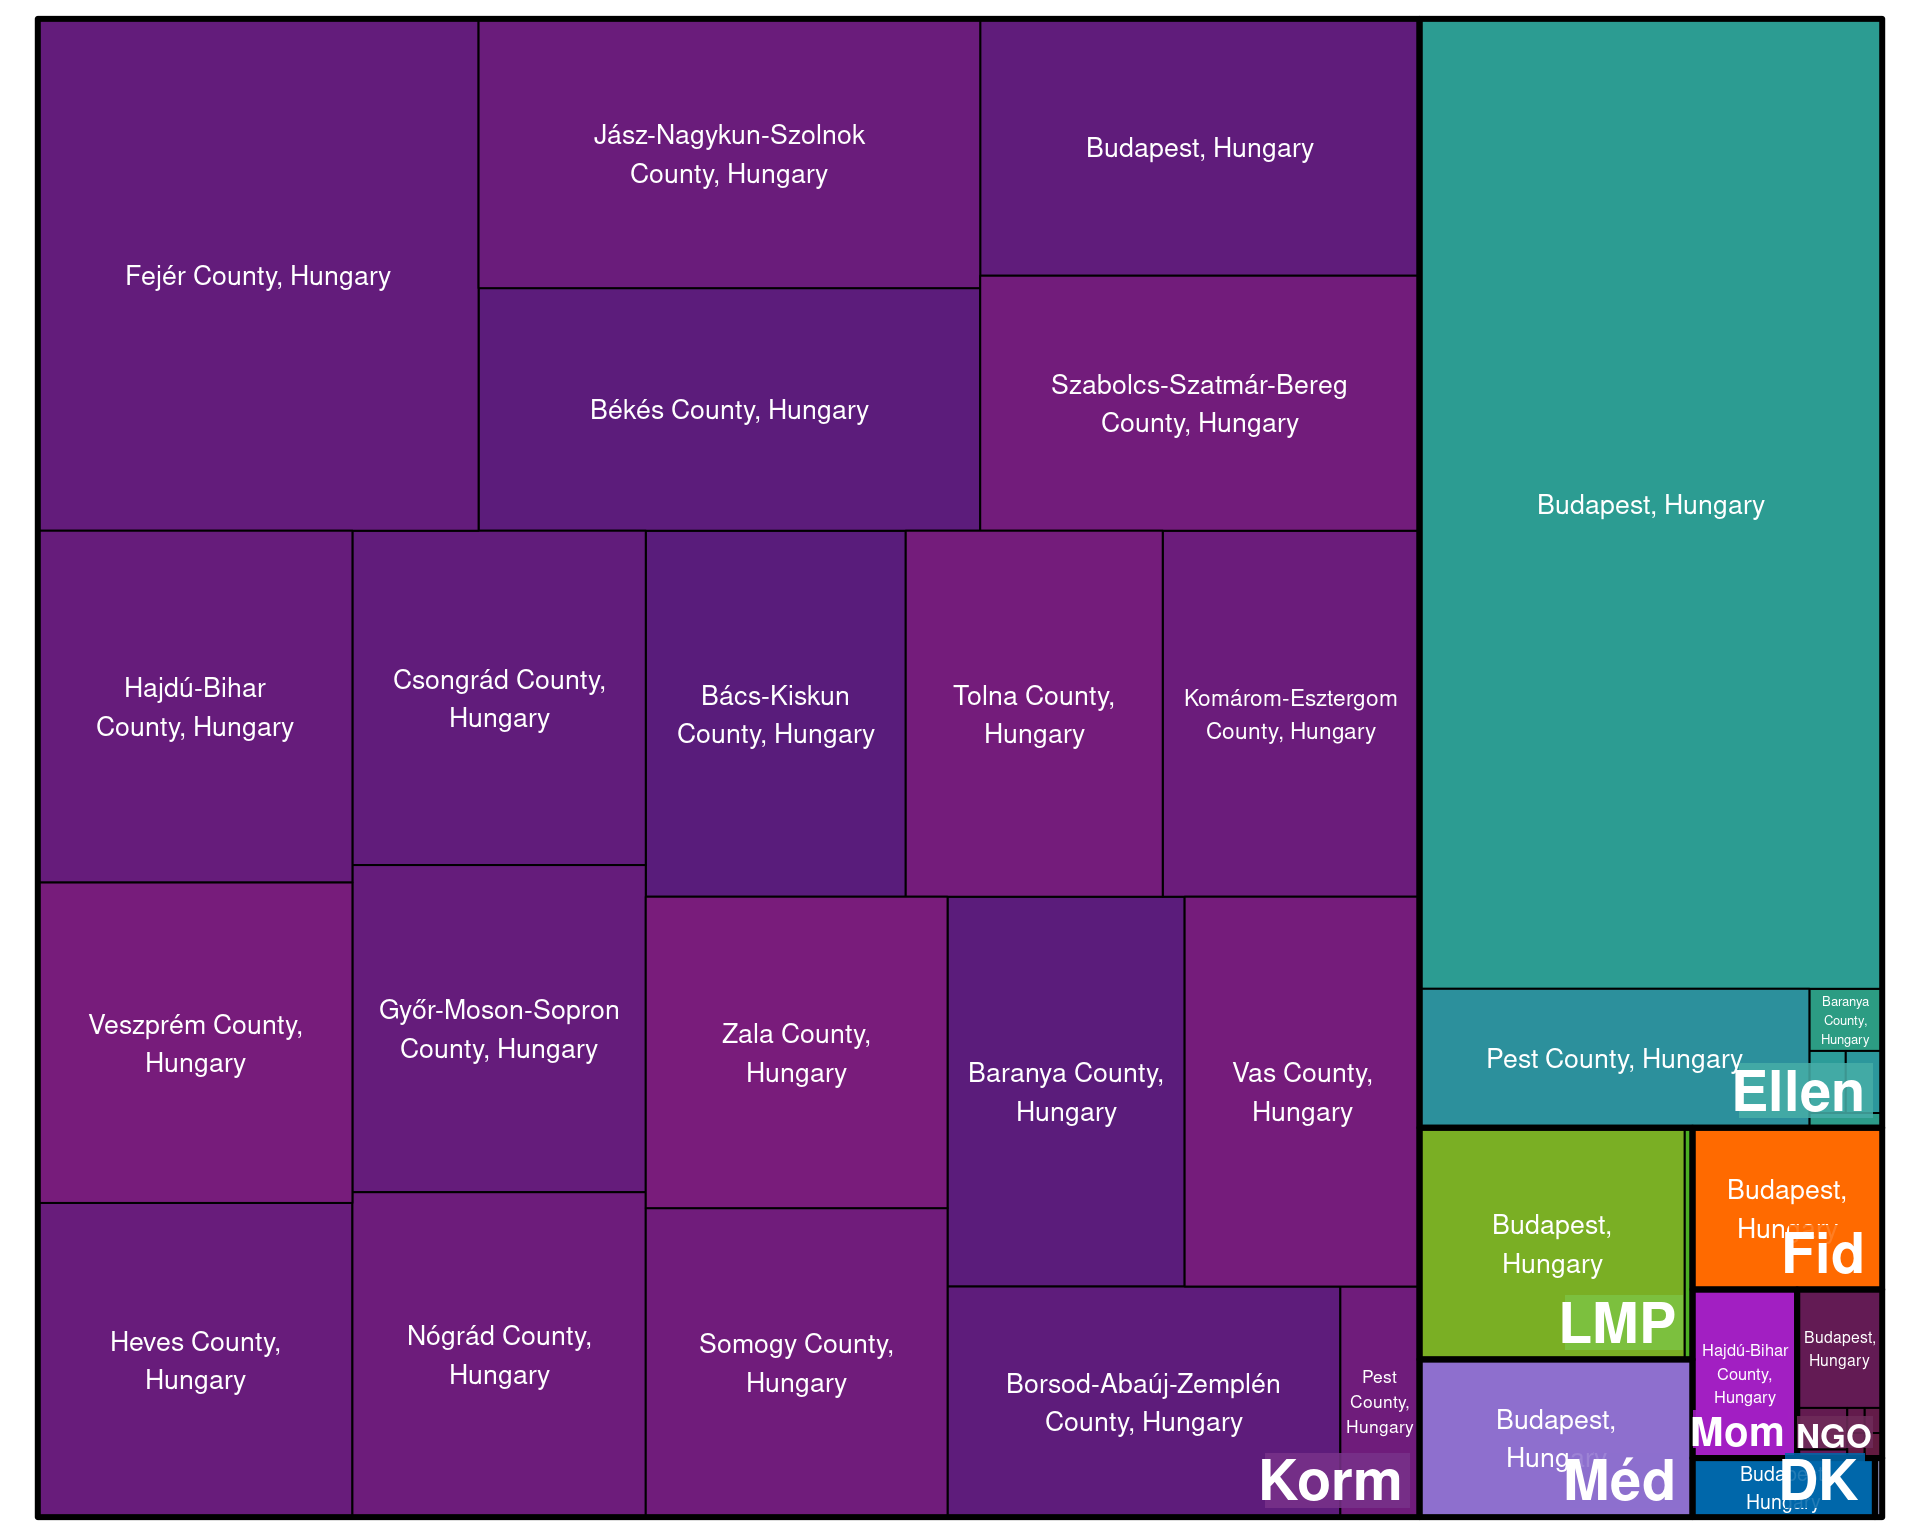 Fejér County, Hungary
Jász-Nagykun-Szolnok
County, Hungary
Budapest, Hungary
Békés County, Hungary
Szabolcs-Szatmár-Bereg
County, Hungary
Hajdú-Bihar
County, Hungary
Csongrád County,
Hungary
Bács-Kiskun
County, Hungary
Tolna County,
Hungary
Komárom-Esztergom
County, Hungary
Veszprém County,
Hungary
Győr-Moson-Sopron
County, Hungary
Zala County,
Hungary
Baranya County,
Hungary
Vas County,
Hungary
Heves County,
Hungary
Nógrád County,
Hungary
Somogy County,
Hungary
Borsod-Abaúj-Zemplén
County, Hungary
Pest
County,
Hungary
Korm
Budapest, Hungary
Pest County, Hungary
Baranya
County,
Hungary
Ellen
Budapest,
Hungary
LMP
Budapest,
Hungary
Fid
Budapest,
Hungary
Méd
Hajdú-Bihar
County,
Hungary
Mom
Budapest,
Hungary
NGO
Budapest,
Hungary
DK